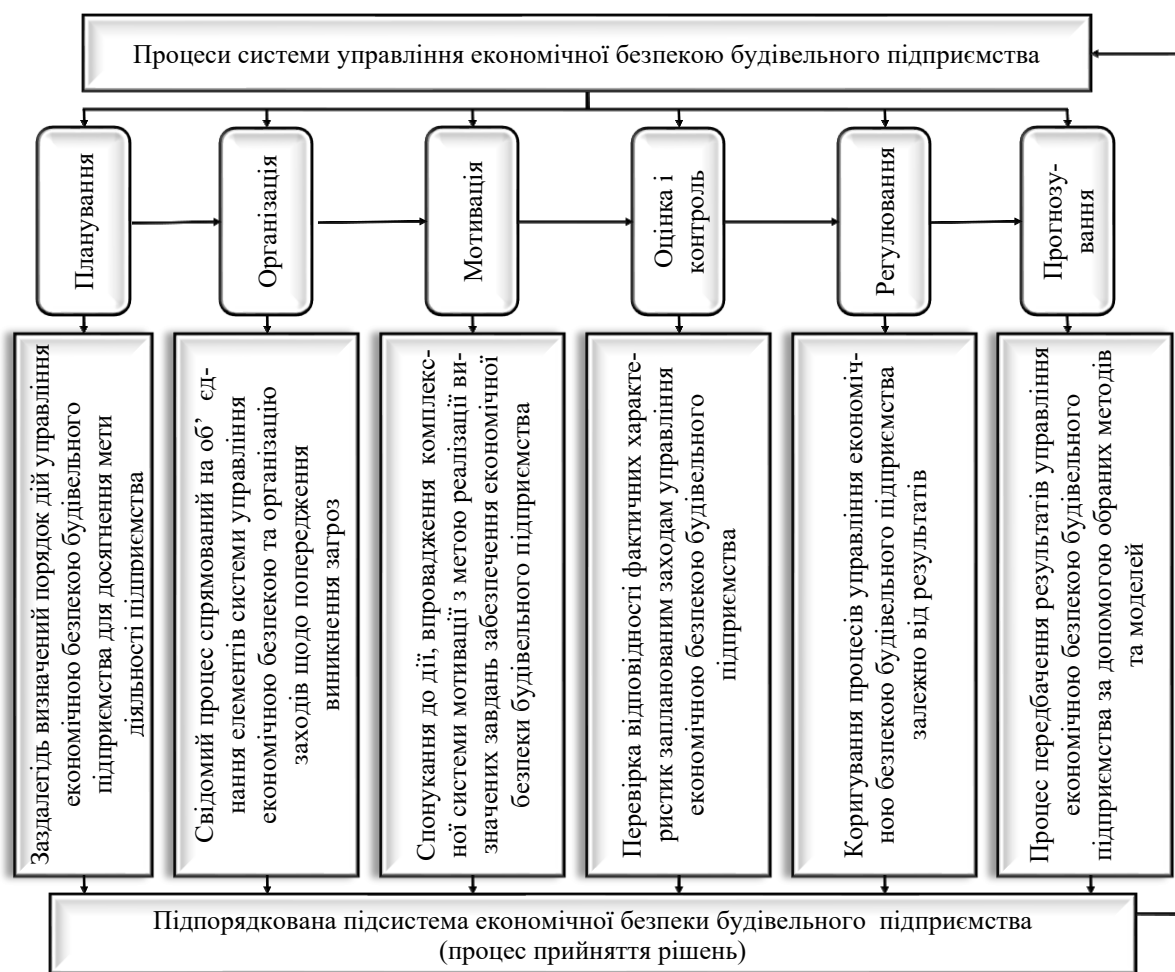 Процеси системи управління економічної безпекою будівельного підприємства
Планування
Організація
Мотивація
Оцінка і
контроль
Регулювання
Прогнозу-
вання
Заздалегідь визначений порядок дій управління
економічною безпекою будівельного
підприємства для досягнення мети
діяльності підприємства
Свідомий процес спрямований на об’ єд-
нання елементів системи управління
економічною безпекою та організацію
заходів щодо попередження
виникнення загроз
Спонукання до дії, впровадження комплекс-
ної системи мотивації з метою реалізації ви-
значених завдань забезпечення економічної
безпеки будівельного підприємства
Перевірка відповідності фактичних характе-
ристик запланованим заходам управління
економічною безпекою будівельного
підприємства
Коригування процесів управління економіч-
ною безпекою будівельного підприємства
залежно від результатів
Процес передбачення результатів управління
економічною безпекою будівельного
підприємства за допомогою обраних методів
та моделей
Підпорядкована підсистема економічної безпеки будівельного підприємства
(процес прийняття рішень)